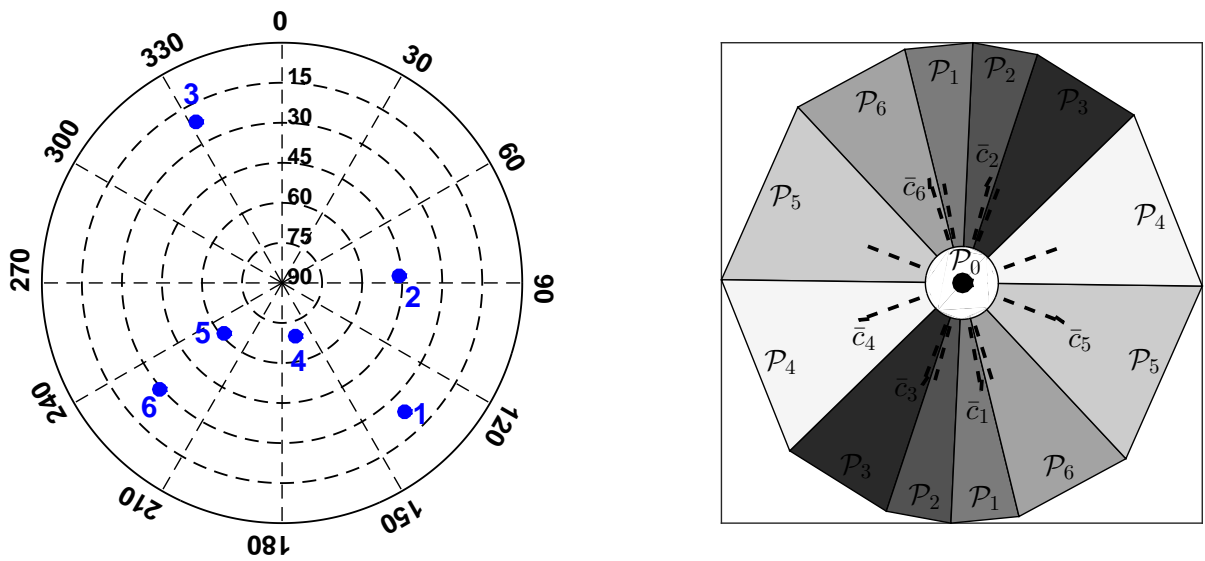 0
330
30
15
3
P₁
P₂
P₃
P₆
30
300
60
45
c̄₂
60
c̄₆
P₅
P₄
75
270
90
90
P₀
2
5
4
c̄₄
c̄₅
P₄
P₅
240
6
1
120
c̄₃
c̄₁
P₃
P₆
210
150
P₂
P₁
180